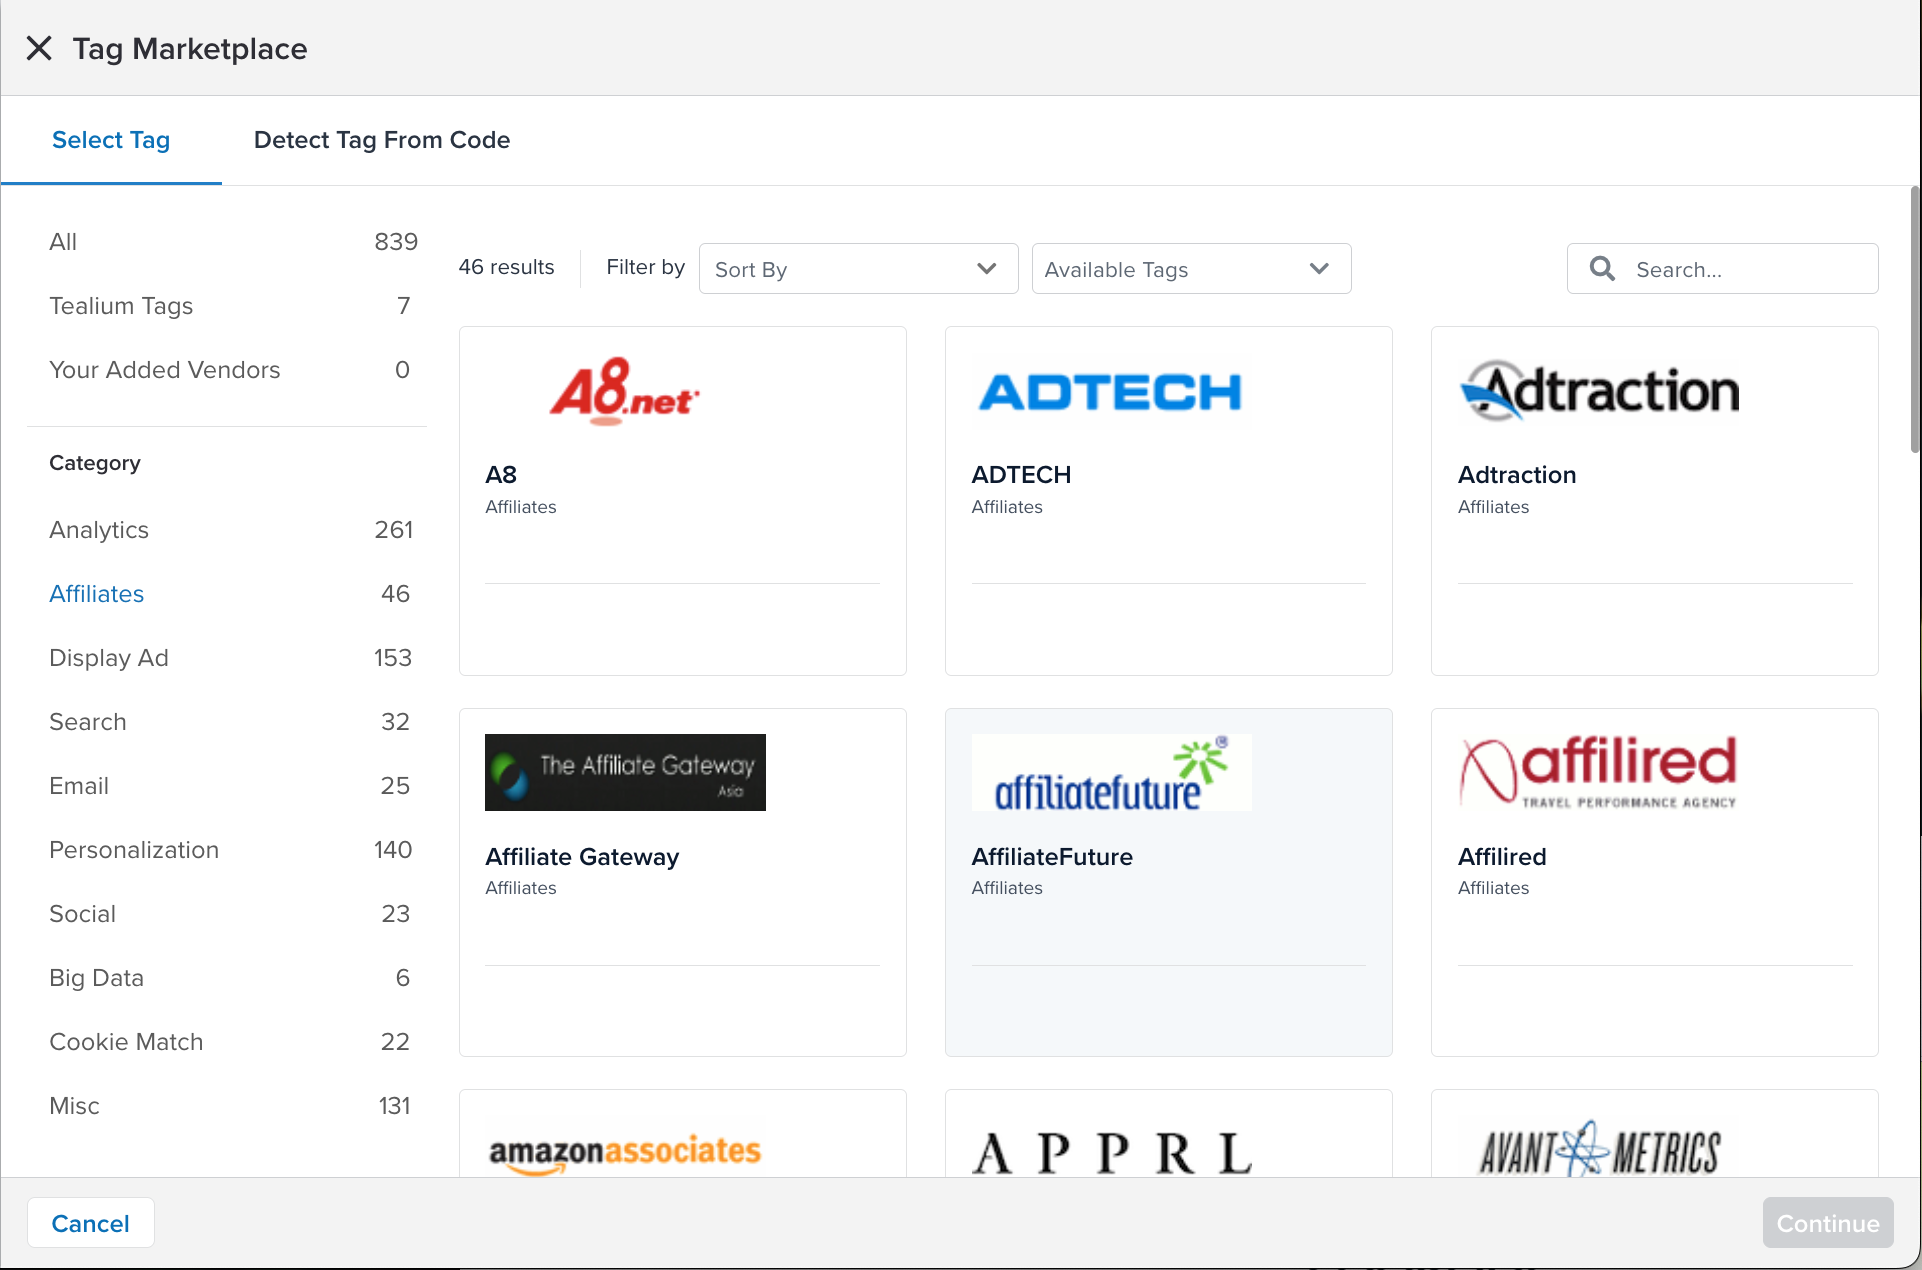 Tag Marketplace
Select Tag
Detect Tag From Code
All 839
Tealium Tags 7
Your Added Vendors 0
Category
Analytics 261
Affiliates 46
Display Ad 153
Search 32
Email 25
Personalization 140
Social 23
Big Data 6
Cookie Match 22
Misc 131
46 results
Filter by
Sort By
Available Tags
Search...
A8.net
A8
Affiliates
ADTECH
ADTECH
Affiliates
Adtraction
Adtraction
Affiliates
The Affiliate Gateway
Asia
Affiliate Gateway
Affiliates
affiliatefuture®
AffiliateFuture
Affiliates
affilired
TRAVEL PERFORMANCE AGENCY
Affilired
Affiliates
amazonassociates
APPRL
AVANT METRICS
Cancel
Continue